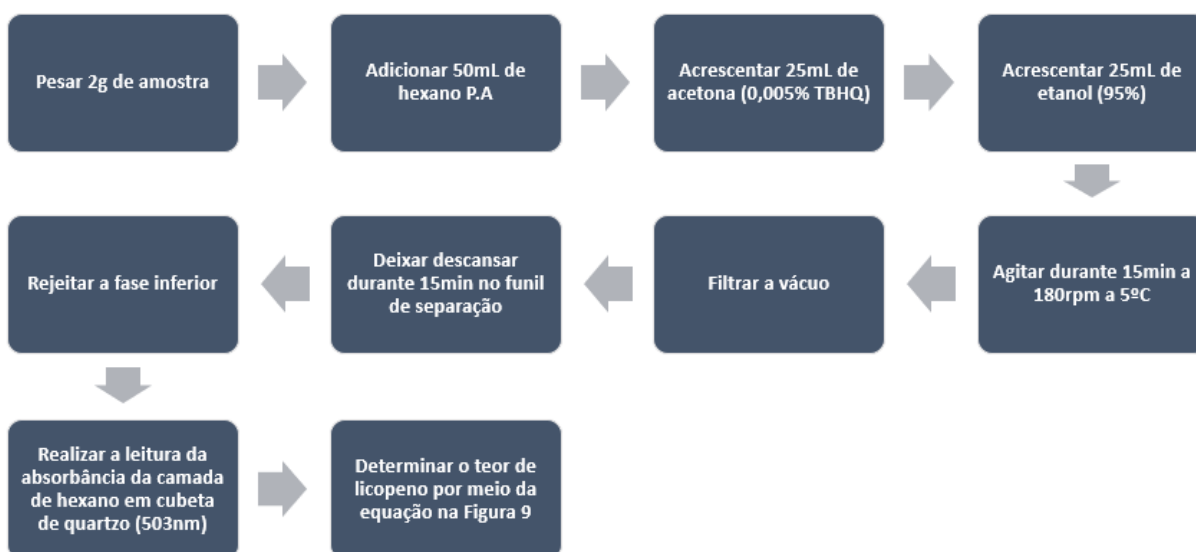 Pesar 2g de amostra
Adicionar 50mL de
hexano P.A
Acrescentar 25mL de
acetona (0,005% TBHQ)
Acrescentar 25mL de
etanol (95%)
Agitar durante 15min a
180rpm a 5ºC
Filtrar a vácuo
Deixar descansar
durante 15min no funil
de separação
Rejeitar a fase inferior
Realizar a leitura da
absorbância da camada
de hexano em cubeta
de quartzo (503nm)
Determinar o teor de
licopeno por meio da
equação na Figura 9